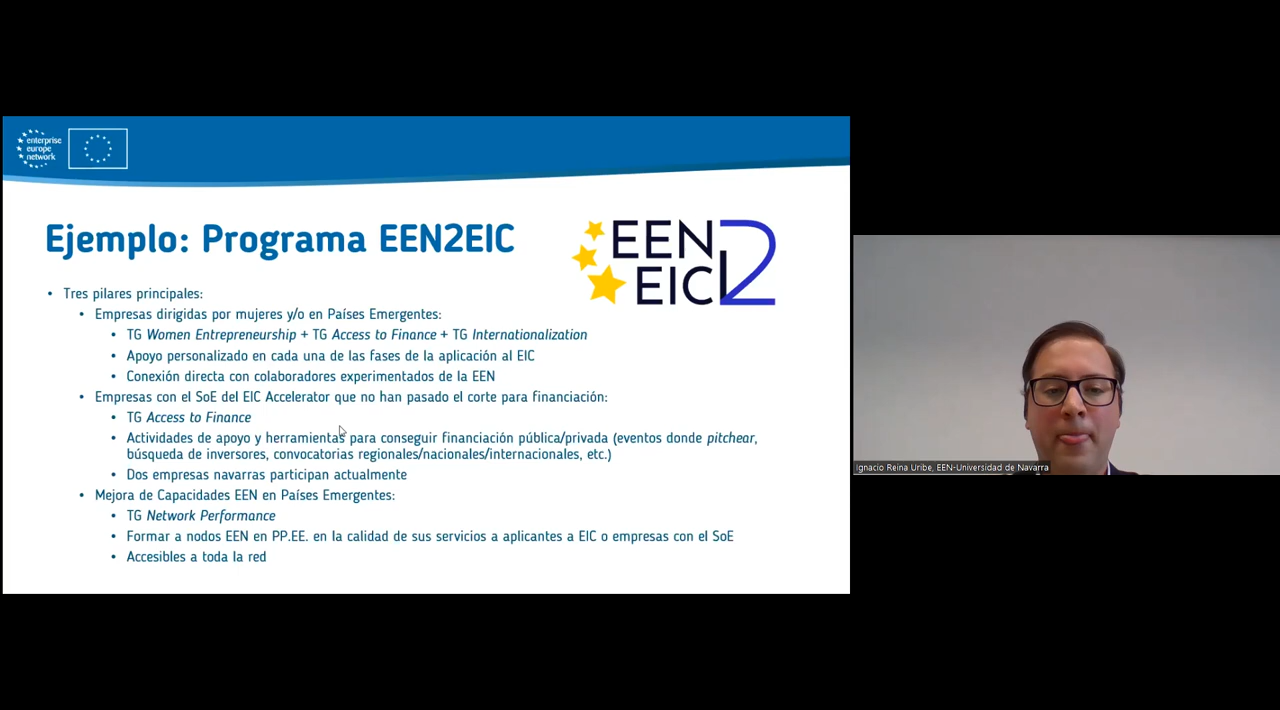 enterprise
europe
network
Ejemplo: Programa EEN2EIC
EEN
EIC
2
• Tres pilares principales:
• Empresas dirigidas por mujeres y/o en Países Emergentes:
• TG Women Entrepreneurship + TG Access to Finance + TG Internationalization
• Apoyo personalizado en cada una de las fases de la aplicación al EIC
• Conexión directa con colaboradores experimentados de la EEN
• Empresas con el SoE del EIC Accelerator que no han pasado el corte para financiación:
• TG Access to Finance
• Actividades de apoyo y herramientas para conseguir financiación pública/privada (eventos donde pitchear,
búsqueda de inversores, convocatorias regionales/nacionales/internacionales, etc.)
• Dos empresas navarras participan actualmente
• Mejora de Capacidades EEN en Países Emergentes:
• TG Network Performance
• Formar a nodos EEN en PP.EE. en la calidad de sus servicios a aplicantes a EIC o empresas con el SoE
• Accesibles a toda la red
Ignacio Reina Uribe, EEN-Universidad de Navarra